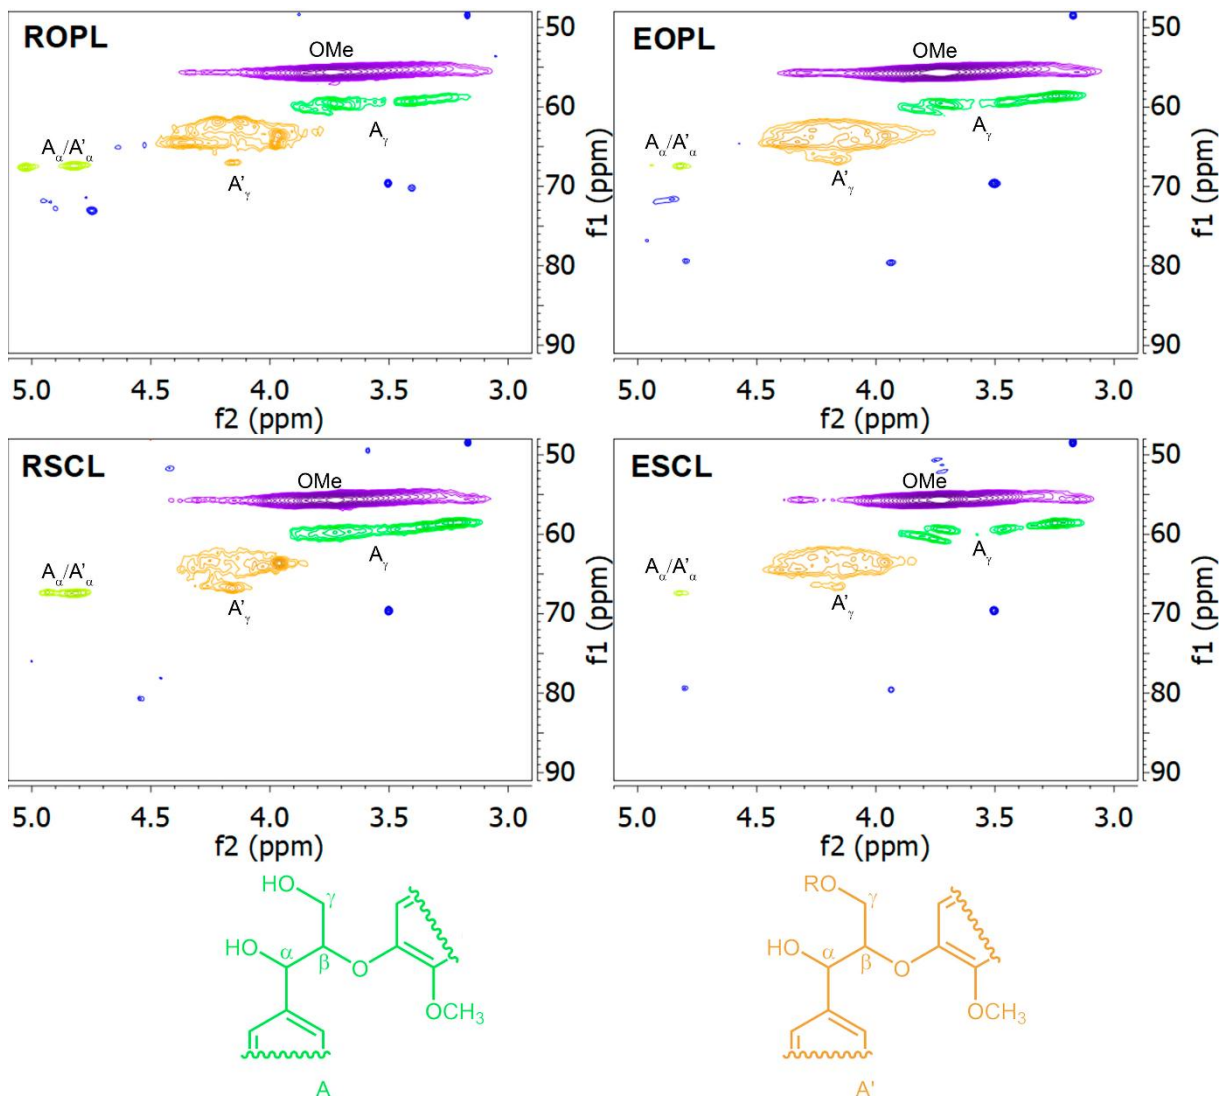 ROPL
OMe
Aγ
Aα/A'α
A'γ
50
60
70
80
90
f1 (ppm)
5.0 4.5 4.0 3.5 3.0
f2 (ppm)
EOPL
OMe
Aγ
Aα/A'α
A'γ
50
60
70
80
90
f1 (ppm)
5.0 4.5 4.0 3.5 3.0
f2 (ppm)
RSCL
OMe
Aγ
Aα/A'α
A'γ
50
60
70
80
90
f1 (ppm)
5.0 4.5 4.0 3.5 3.0
f2 (ppm)
ESCL
OMe
Aγ
Aα/A'α
A'γ
50
60
70
80
90
f1 (ppm)
5.0 4.5 4.0 3.5 3.0
f2 (ppm)
HO γ
HO α β O
OCH3
A
RO γ
HO α β O
OCH3
A'